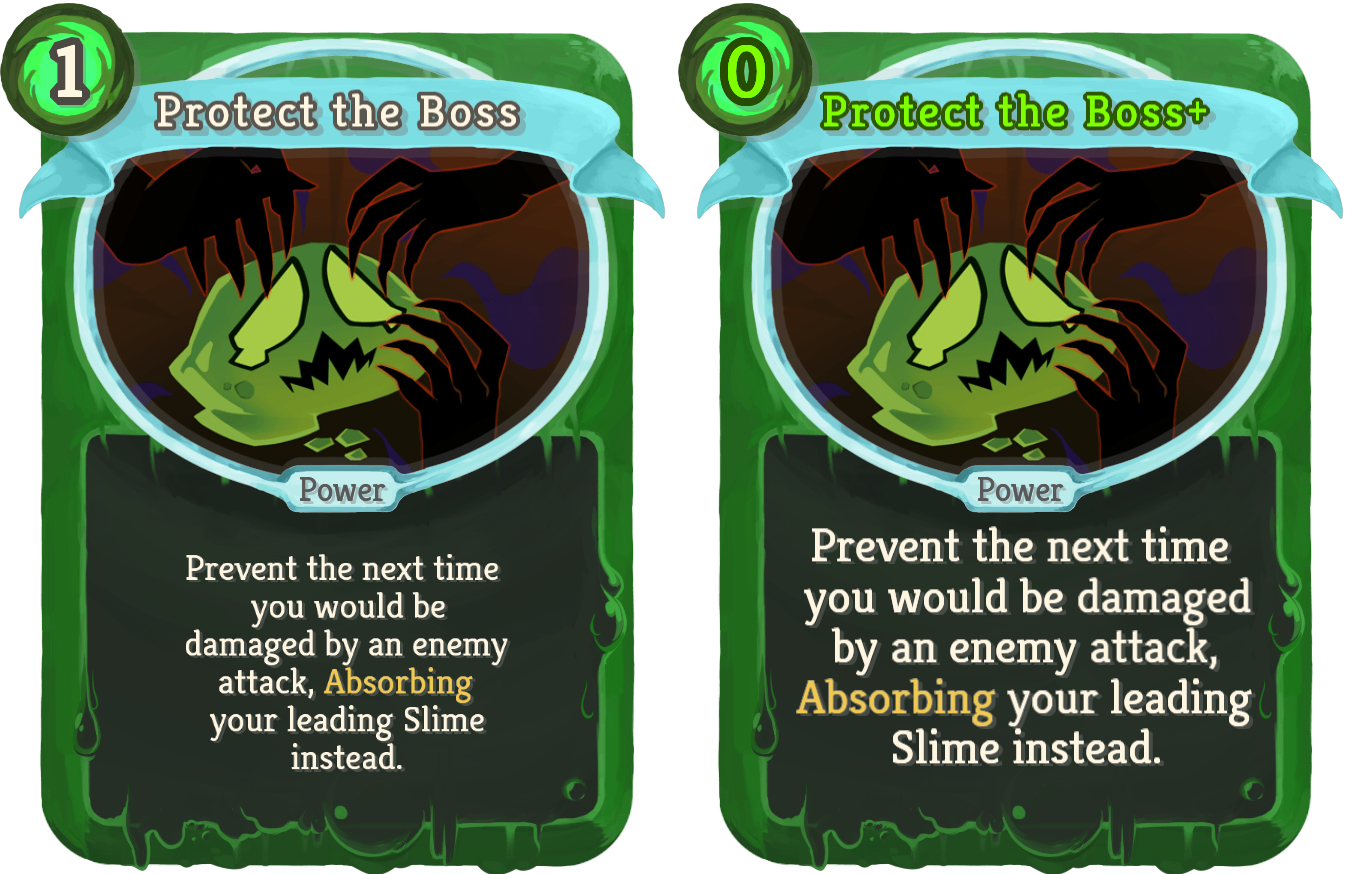 1
Protect the Boss
Power
Prevent the next time
you would be
damaged by an enemy
attack, Absorbing
your leading Slime
instead.
0
Protect the Boss+
Power
Prevent the next time
you would be damaged
by an enemy attack,
Absorbing your leading
Slime instead.